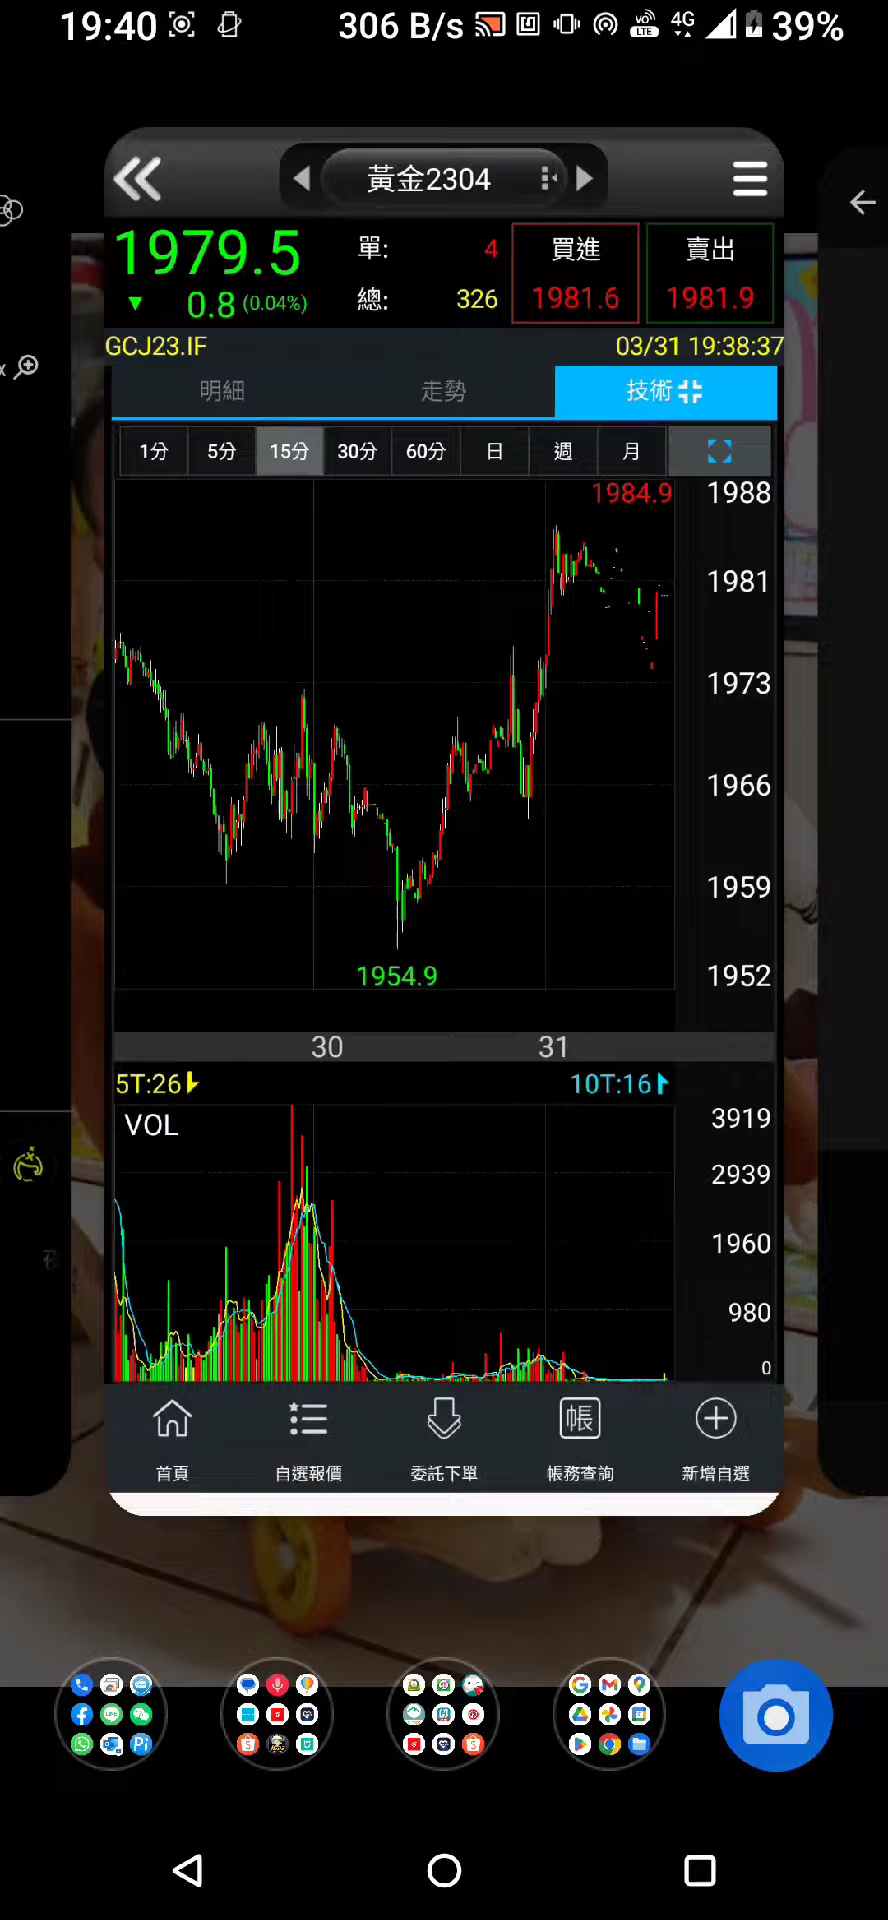 19:40 306 B/s VO LTE 4G 39%
黃金2304
1979.5 單: 4 買進 賣出
▼ 0.8 (0.04%) 總: 326 1981.6 1981.9
GCJ23.IF 03/31 19:38:37
明細 走勢 技術
1分 5分 15分 30分 60分 日 週 月
1984.9 1988
1981
1973
1966
1959
1954.9 1952
30 31
5T:26 10T:16
VOL 3919
2939
1960
980
0
帳
首頁 自選報價 委託下單 帳務查詢 新增自選